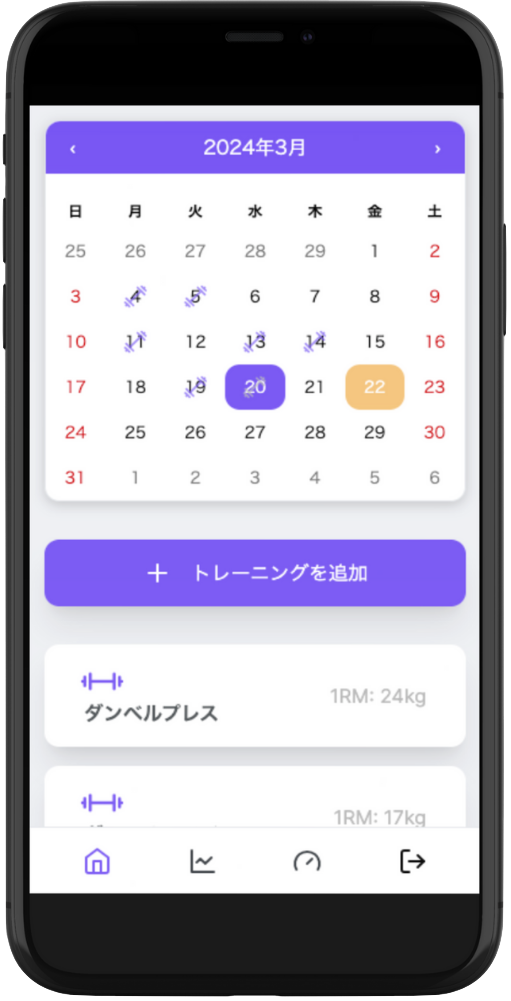 ‹ 2024年3月 ›
日 月 火 水 木 金 土
25 26 27 28 29 1 2
3 4 5 6 7 8 9
10 11 12 13 14 15 16
17 18 19 20 21 22 23
24 25 26 27 28 29 30
31 1 2 3 4 5 6
+ トレーニングを追加
1RM: 24kg
ダンベルプレス
1RM: 17kg